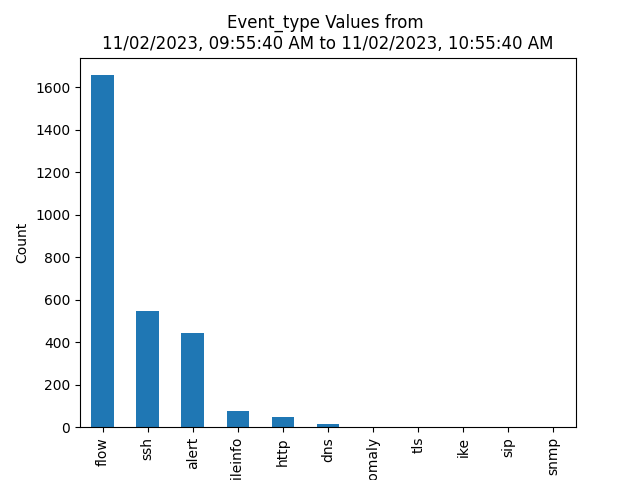 Event_type Values from
11/02/2023, 09:55:40 AM to 11/02/2023, 10:55:40 AM
Count
1600
1400
1200
1000
800
600
400
200
0
flow
ssh
alert
ileinfo
http
dns
omaly
tls
ike
sip
snmp